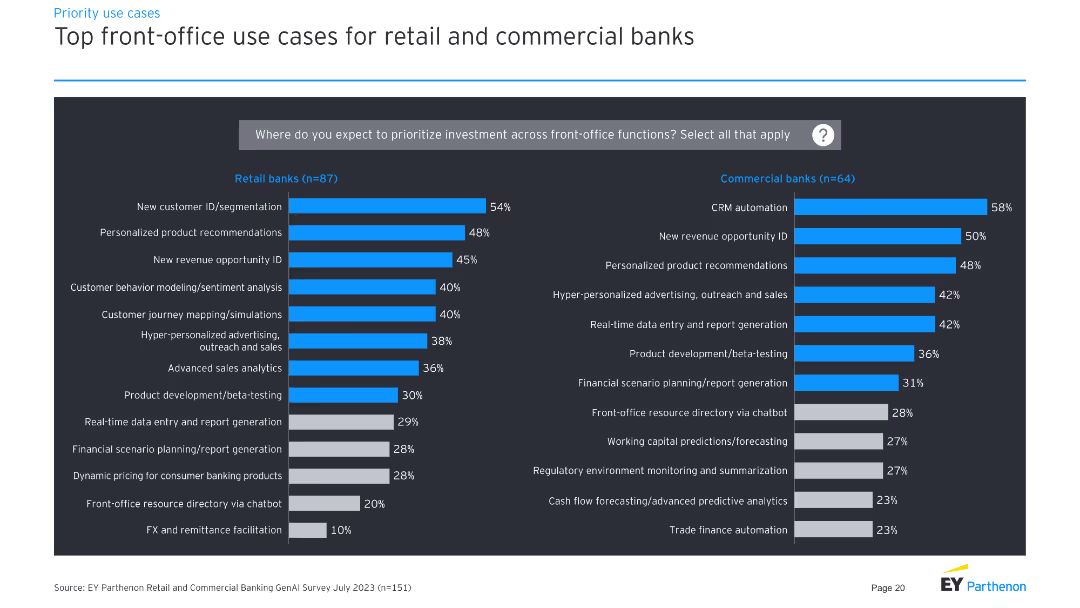 Priority use cases
Top front-office use cases for retail and commercial banks
Where do you expect to prioritize investment across front-office functions? Select all that apply ?
Retail banks (n=87)
New customer ID/segmentation 54%
Personalized product recommendations 48%
New revenue opportunity ID 45%
Customer behavior modeling/sentiment analysis 40%
Customer journey mapping/simulations 40%
Hyper-personalized advertising,
outreach and sales 38%
Advanced sales analytics 36%
Product development/beta-testing 30%
Real-time data entry and report generation 29%
Financial scenario planning/report generation 28%
Dynamic pricing for consumer banking products 28%
Front-office resource directory via chatbot 20%
FX and remittance facilitation 10%
Commercial banks (n=64)
CRM automation 58%
New revenue opportunity ID 50%
Personalized product recommendations 48%
Hyper-personalized advertising, outreach and sales 42%
Real-time data entry and report generation 42%
Product development/beta-testing 36%
Financial scenario planning/report generation 31%
Front-office resource directory via chatbot 28%
Working capital predictions/forecasting 27%
Regulatory environment monitoring and summarization 27%
Cash flow forecasting/advanced predictive analytics 23%
Trade finance automation 23%
Source: EY Parthenon Retail and Commercial Banking GenAI Survey July 2023 (n=151)
Page 20
EY Parthenon